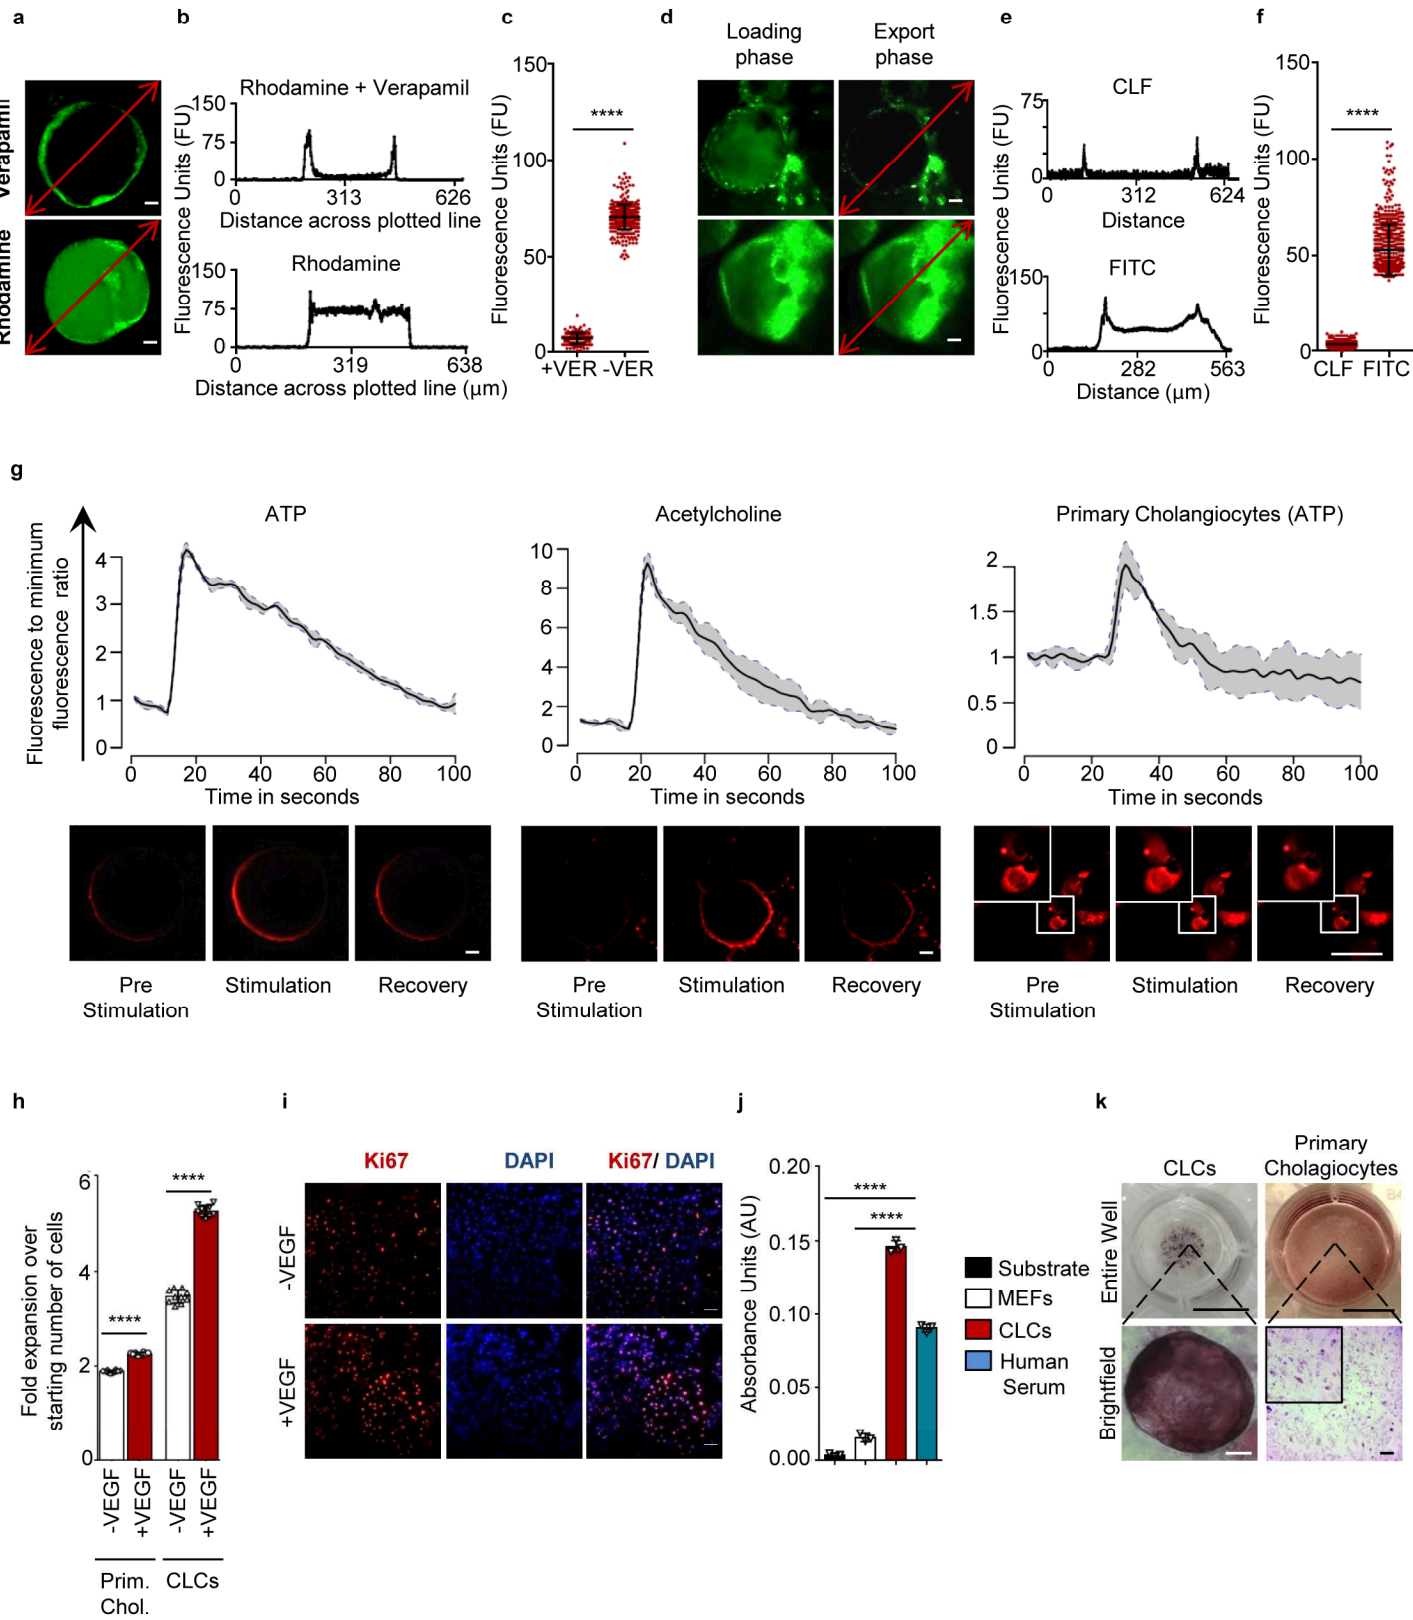 a b c d e f
Verapamil
Rhodamine
Fluorescence Units (FU)
Rhodamine + Verapamil
150
75
0
0 313 626
Distance across plotted line
Rhodamine
150
75
0
0 319 638
Distance across plotted line (µm)
Fluorescence Units (FU)
150
100
50
0
****
+VER -VER
Loading
phase
Export
phase
Fluorescence Units (FU)
CLF
75
0
0 312 624
Distance
FITC
150
0
0 282 563
Distance (µm)
Fluorescence Units (FU)
150
100
50
0
****
CLF FITC
g
Fluorescence to minimum
fluorescence ratio
ATP
4
3
2
1
0
0 20 40 60 80 100
Time in seconds
Pre
Stimulation
Stimulation
Recovery
Acetylcholine
10
8
6
4
2
0
0 20 40 60 80 100
Time in seconds
Pre
Stimulation
Stimulation
Recovery
Primary Cholangiocytes (ATP)
2
1.5
1
0.5
0
0 20 40 60 80 100
Time in seconds
Pre
Stimulation
Stimulation
Recovery
h
Fold expansion over
starting number of cells
6
4
2
0
****
****
-VEGF
+VEGF
-VEGF
+VEGF
Prim.
Chol.
CLCs
i
Ki67 DAPI Ki67/ DAPI
-VEGF
+VEGF
j
Absorbance Units (AU)
0.20
0.15
0.10
0.05
0.00
****
****
Substrate
MEFs
CLCs
Human
Serum
k
CLCs
Primary
Cholagiocytes
Entire Well
Brightfield